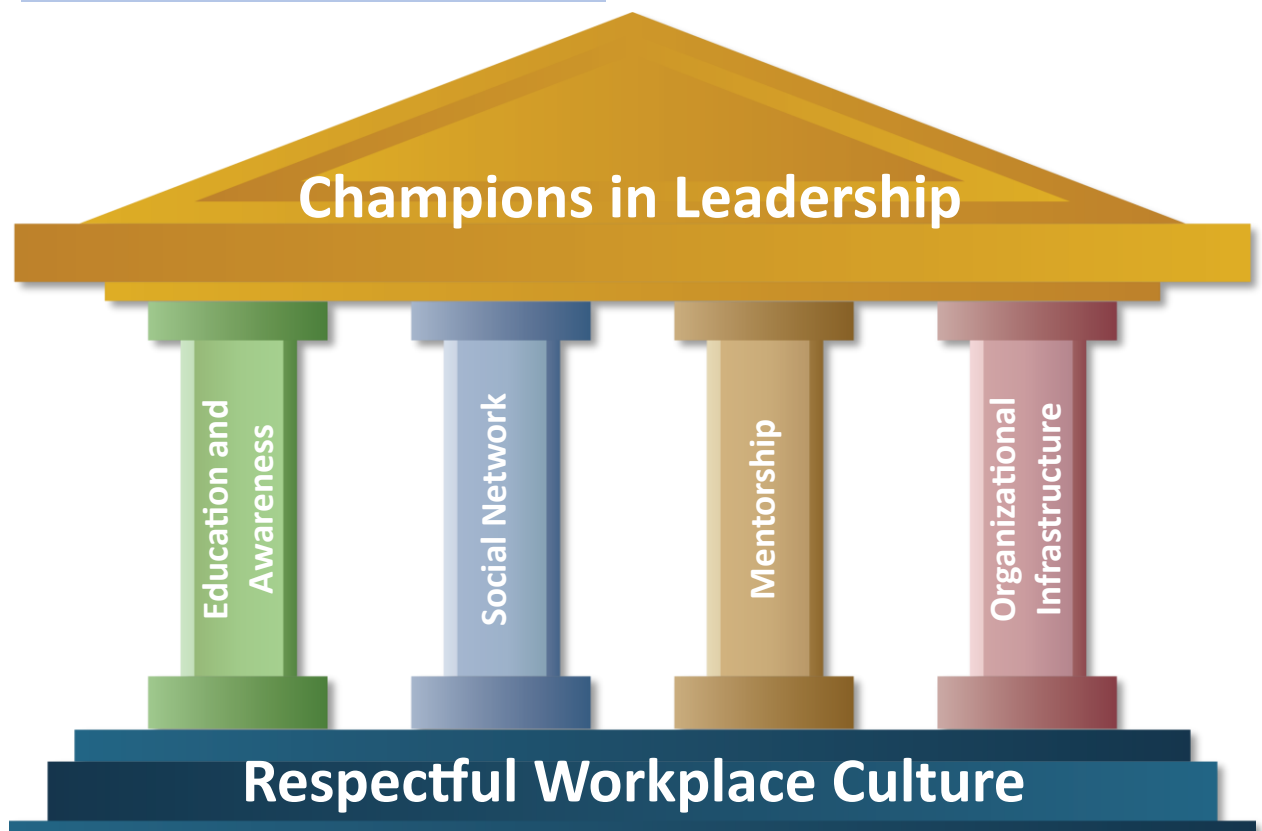 Champions in Leadership
Education and
Awareness
Social Network
Mentorship
Organizational
Infrastructure
Respectful Workplace Culture